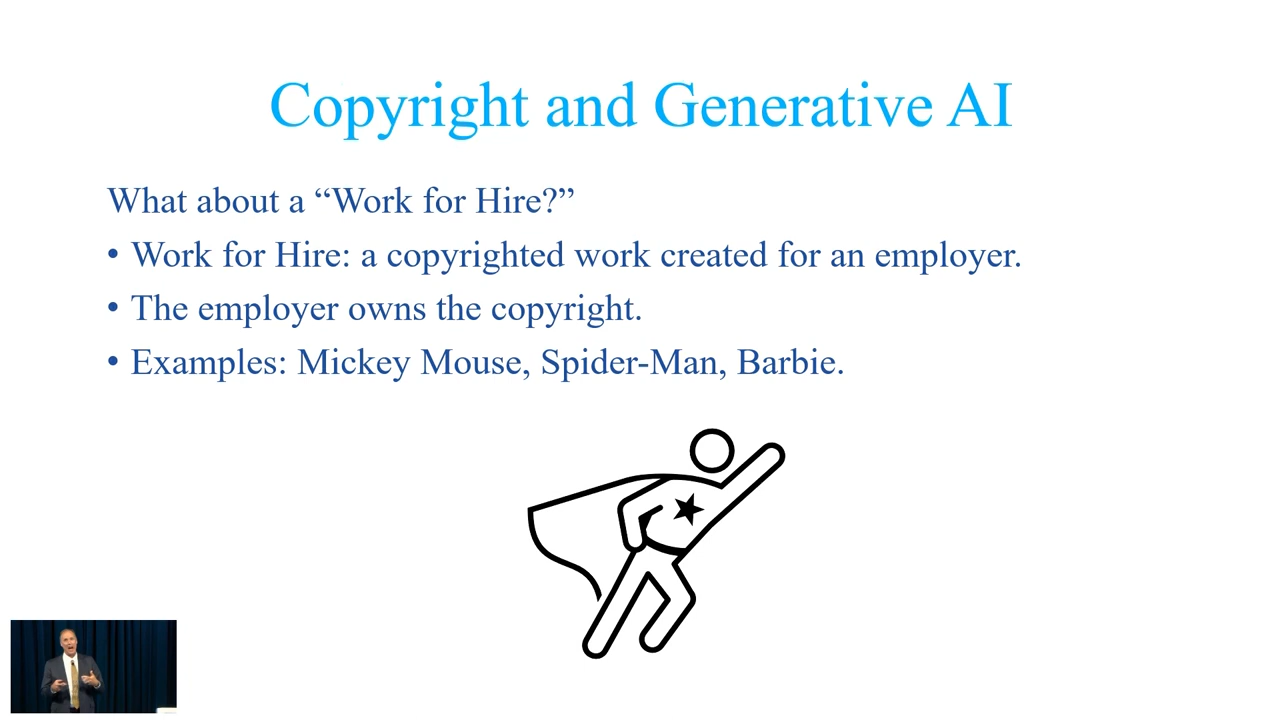 Copyright and Generative AI
What about a “Work for Hire?”
• Work for Hire: a copyrighted work created for an employer.
• The employer owns the copyright.
• Examples: Mickey Mouse, Spider-Man, Barbie.